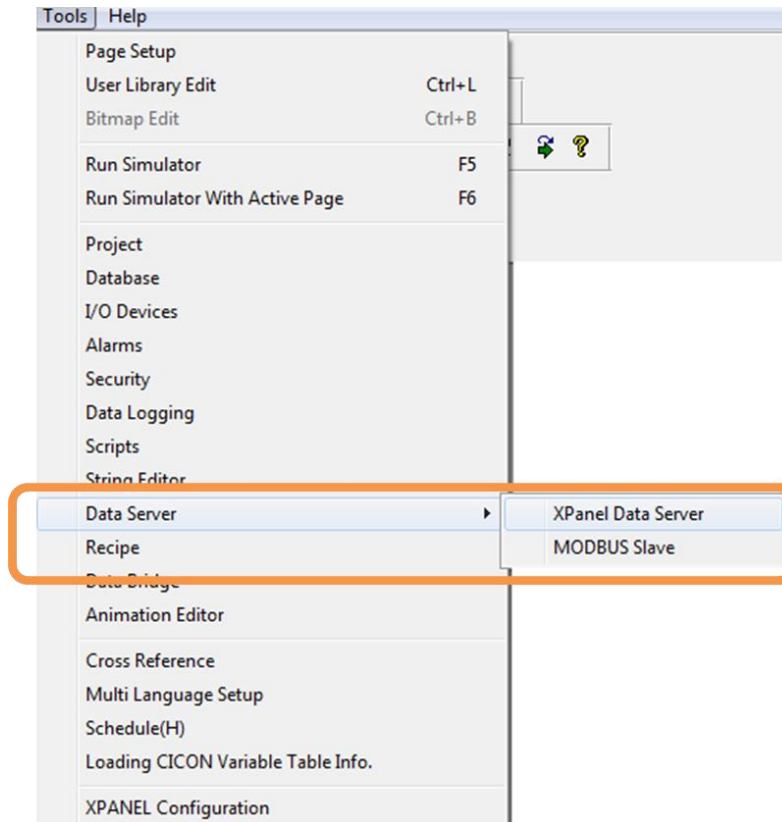 Tools Help
Page Setup
User Library Edit Ctrl+L
Bitmap Edit Ctrl+B
Run Simulator F5
Run Simulator With Active Page F6
Project
Database
I/O Devices
Alarms
Security
Data Logging
Scripts
String Editor
Data Server XPanel Data Server
Recipe MODBUS Slave
Data Bridge
Animation Editor
Cross Reference
Multi Language Setup
Schedule(H)
Loading CICON Variable Table Info.
XPANEL Configuration